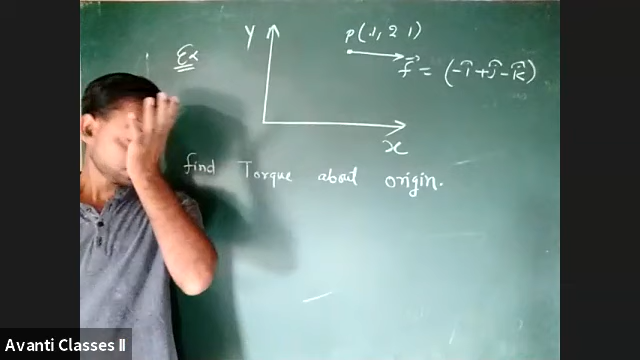 Ex
Y
P(1, 2 1)
f⃗ = (-î+ĵ-k̂)
x
find Torque about origin.
Avanti Classes II